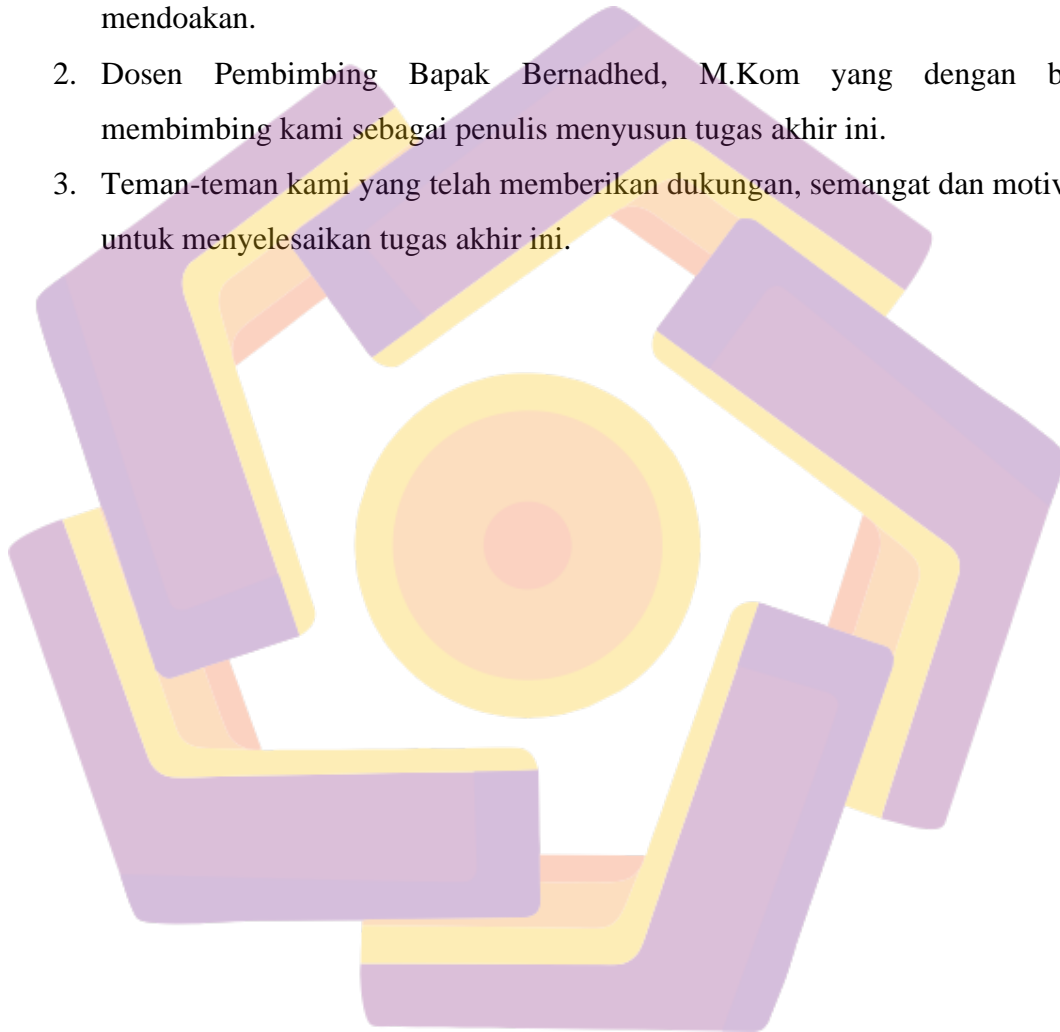 mendoakan.
2. Dosen Pembimbing Bapak Bernadhed, M.Kom yang dengan
membimbing kami sebagai penulis menyusun tugas akhir ini.
3. Teman-teman kami yang telah memberikan dukungan, semangat dan
untuk menyelesaikan tugas akhir ini.